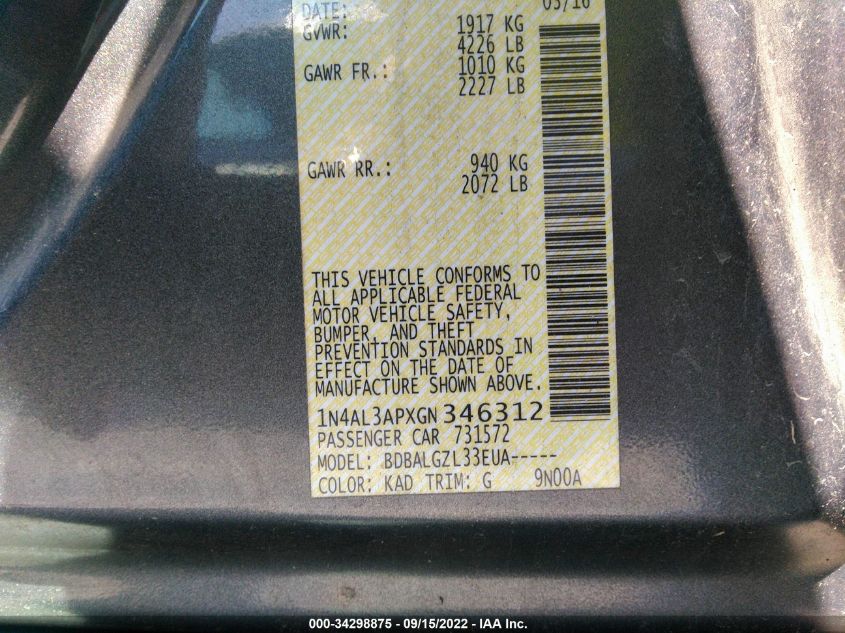 DATE: 03/16
GVWR: 1917 KG
4226 LB
GAWR FR.: 1010 KG
2227 LB
GAWR RR.: 940 KG
2072 LB
THIS VEHICLE CONFORMS TO
ALL APPLICABLE FEDERAL
MOTOR VEHICLE SAFETY,
BUMPER, AND THEFT
PREVENTION STANDARDS IN
EFFECT ON THE DATE OF
MANUFACTURE SHOWN ABOVE.
1N4AL3APXGN346312
PASSENGER CAR 731572
MODEL: BDBALGZL33EUA-----
COLOR: KAD TRIM: G 9N00A
000-34298875 - 09/15/2022 - IAA Inc.